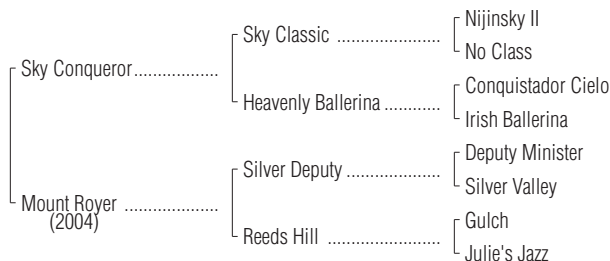 Nijinsky II
Sky Classic ....................
No Class
Sky Conqueror.................
Conquistador Cielo
Heavenly Ballerina ............
Irish Ballerina
Deputy Minister
Silver Deputy ...................
Silver Valley
Mount Royer ...................
(2004)
Gulch
Reeds Hill ......................
Julie's Jazz